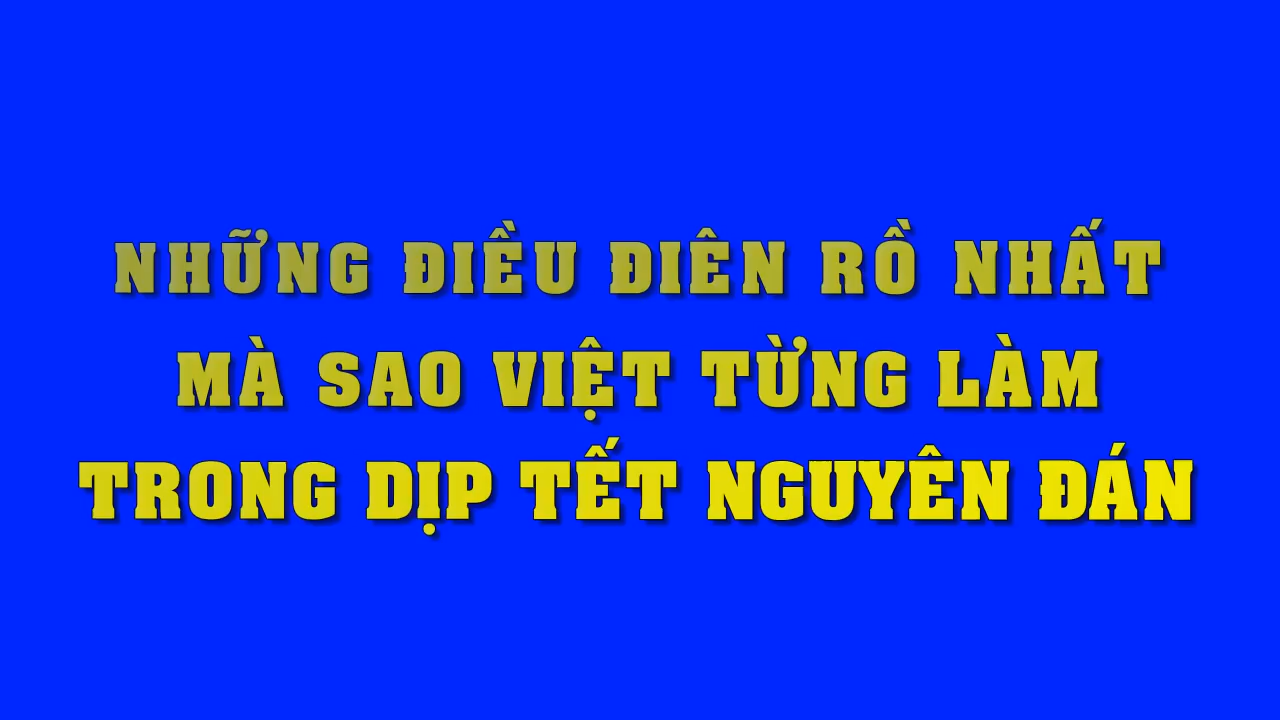 NHỮNG ĐIỀU ĐIÊN RỒ NHẤT
MÀ SAO VIỆT TỪNG LÀM
TRONG DỊP TẾT NGUYÊN ĐÁN